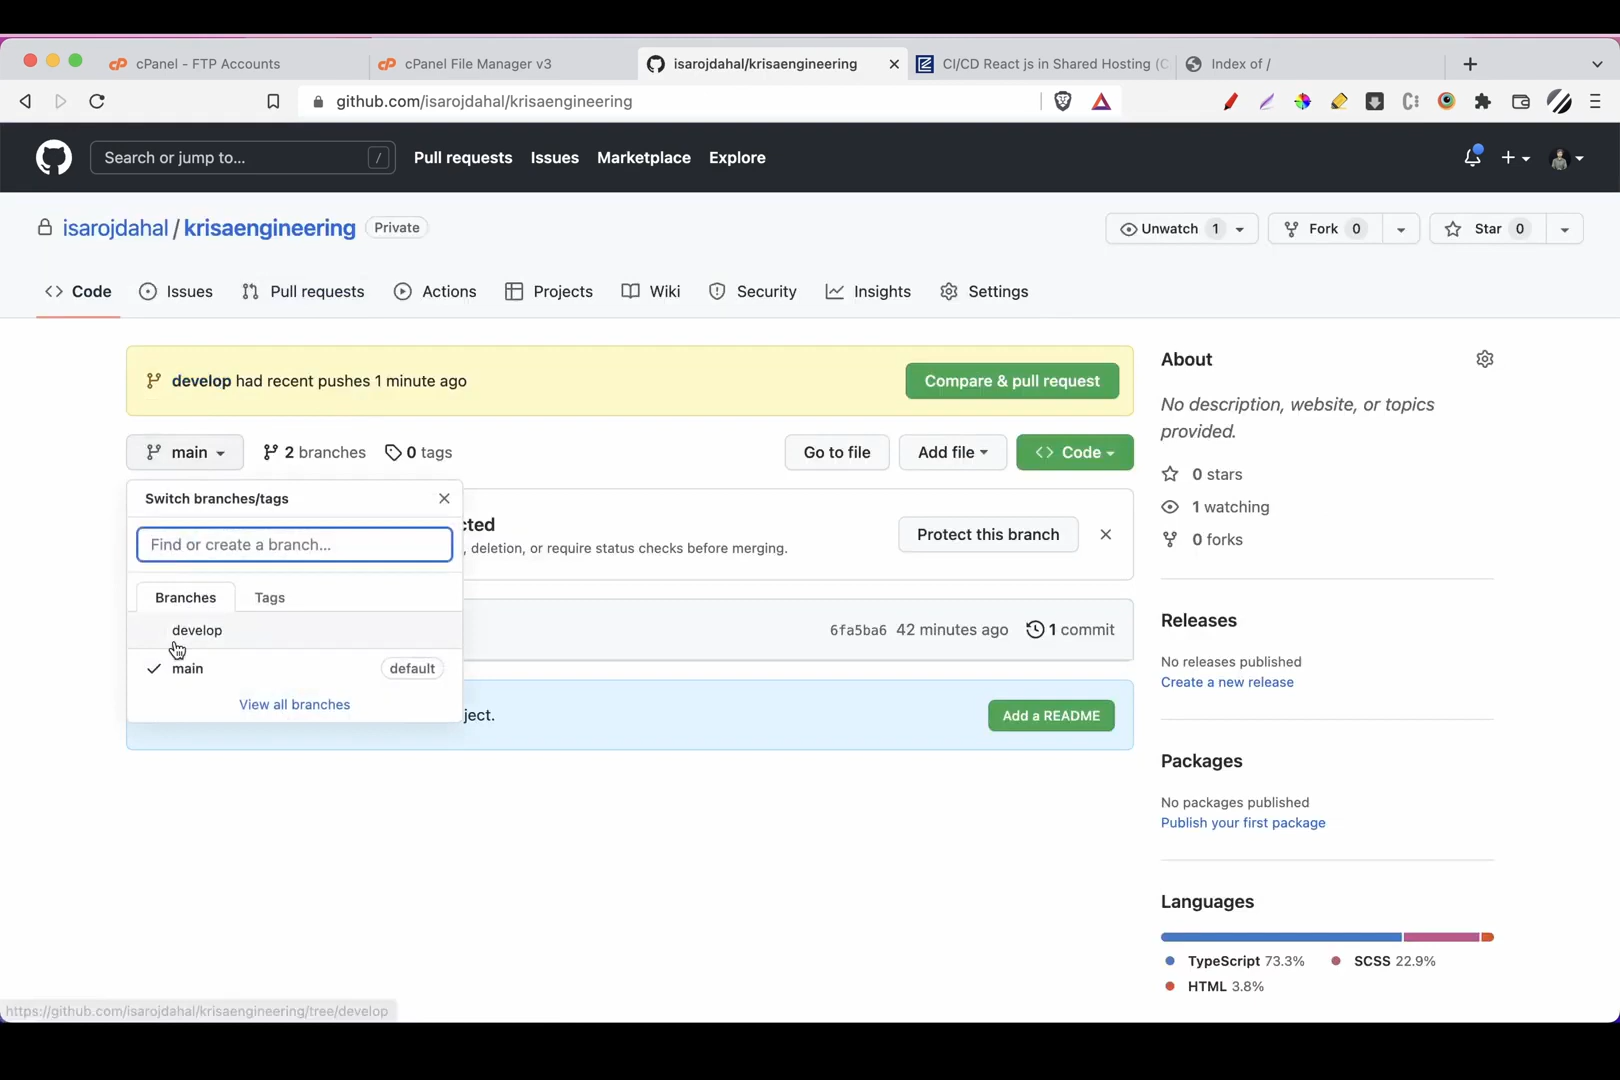 cPanel - FTP Accounts
cPanel File Manager v3
isarojdahal/krisaengineering
CI/CD React js in Shared Hosting (C
Index of /
github.com/isarojdahal/krisaengineering
Search or jump to...
/
Pull requests
Issues
Marketplace
Explore
isarojdahal / krisaengineering
Private
Unwatch 1
Fork 0
Star 0
Code
Issues
Pull requests
Actions
Projects
Wiki
Security
Insights
Settings
develop had recent pushes 1 minute ago
Compare & pull request
main
2 branches
0 tags
Go to file
Add file
Code
Switch branches/tags
Find or create a branch...
Branches
Tags
develop
main
default
View all branches
cted
, deletion, or require status checks before merging.
Protect this branch
6fa5ba6 42 minutes ago
1 commit
ject.
Add a README
About
No description, website, or topics
provided.
0 stars
1 watching
0 forks
Releases
No releases published
Create a new release
Packages
No packages published
Publish your first package
Languages
TypeScript 73.3%
SCSS 22.9%
HTML 3.8%
https://github.com/isarojdahal/krisaengineering/tree/develop